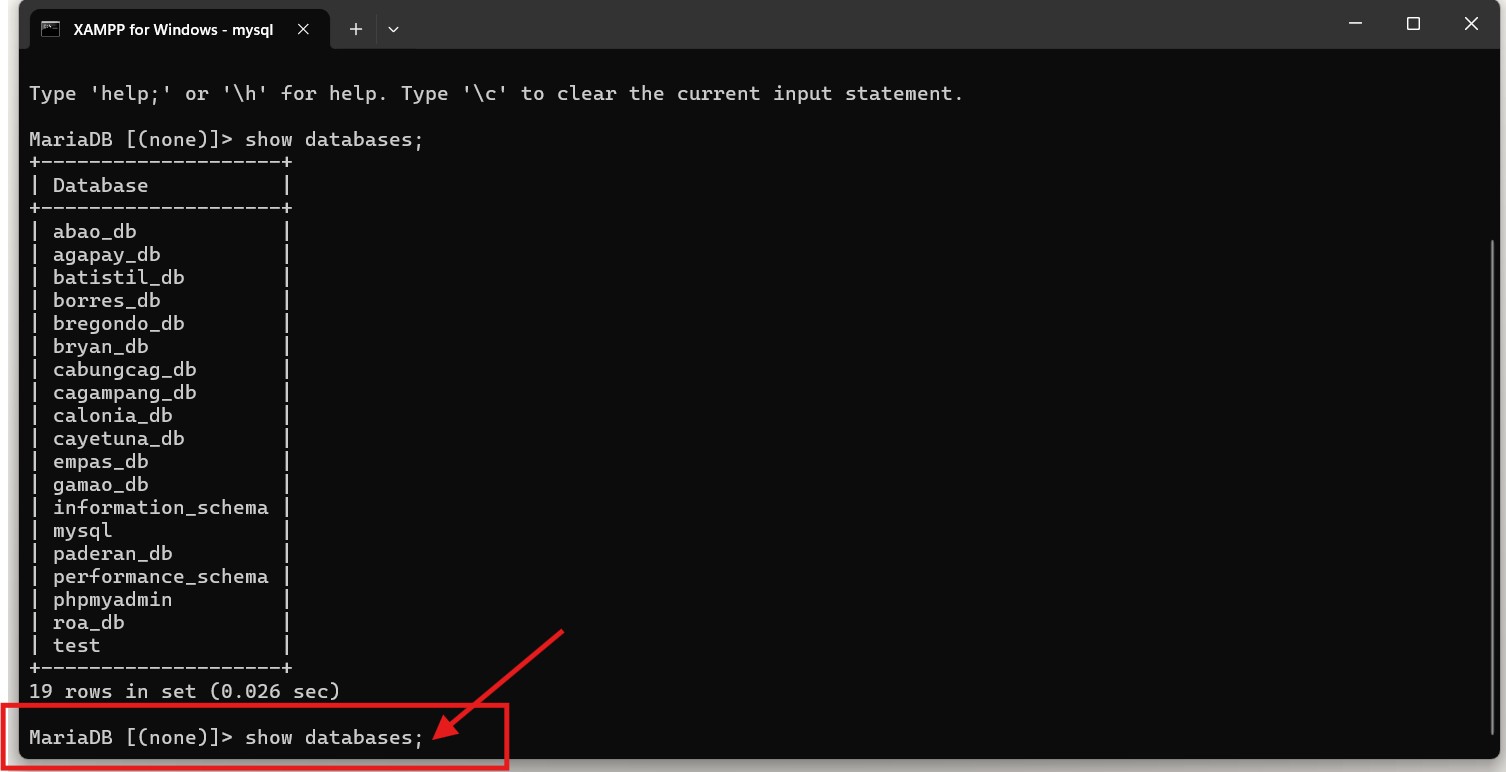 XAMPP for Windows - mysql
Type 'help;' or '\h' for help. Type '\c' to clear the current input statement.
MariaDB [(none)]> show databases;
+--------------------+
| Database           |
+--------------------+
| abao_db            |
| agapay_db          |
| batistil_db        |
| borres_db          |
| bregondo_db        |
| bryan_db           |
| cabungcag_db       |
| cagampang_db       |
| calonia_db         |
| cayetuna_db        |
| empas_db           |
| gamao_db           |
| information_schema |
| mysql              |
| paderan_db         |
| performance_schema |
| phpmyadmin         |
| roa_db             |
| test               |
+--------------------+
19 rows in set (0.026 sec)
MariaDB [(none)]> show databases;